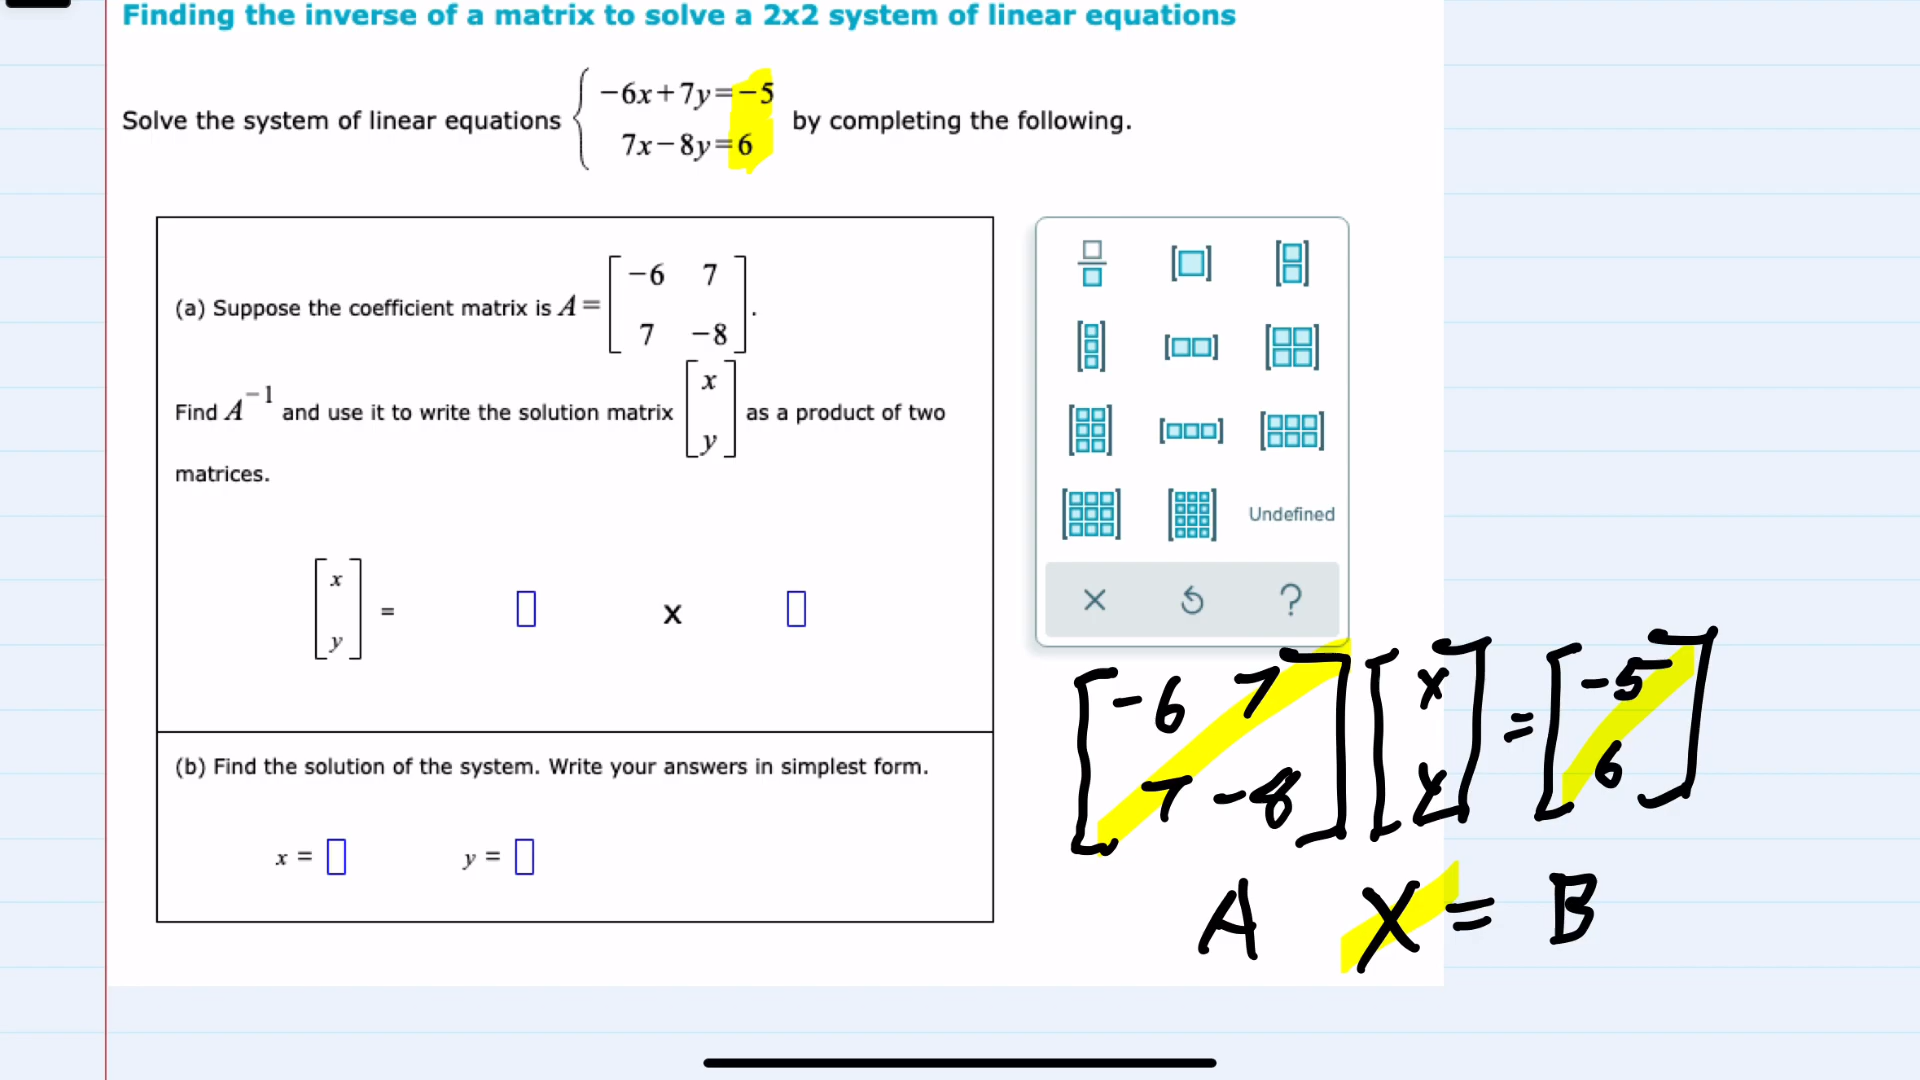 Finding the inverse of a matrix to solve a 2x2 system of linear equations
Solve the system of linear equations { −6x+7y=−5
7x−8y=6 by completing the following.
(a) Suppose the coefficient matrix is A = [ −6 7
7 −8 ].
Find A⁻¹ and use it to write the solution matrix [ x
y ] as a product of two
matrices.
[ x
y ] = □ X □
(b) Find the solution of the system. Write your answers in simplest form.
x = □ y = □
Undefined
× ?
[ -6 7 ] [ x ] = [ -5 ]
[ 7 -8 ] [ y ] [ 6 ]
A X = B